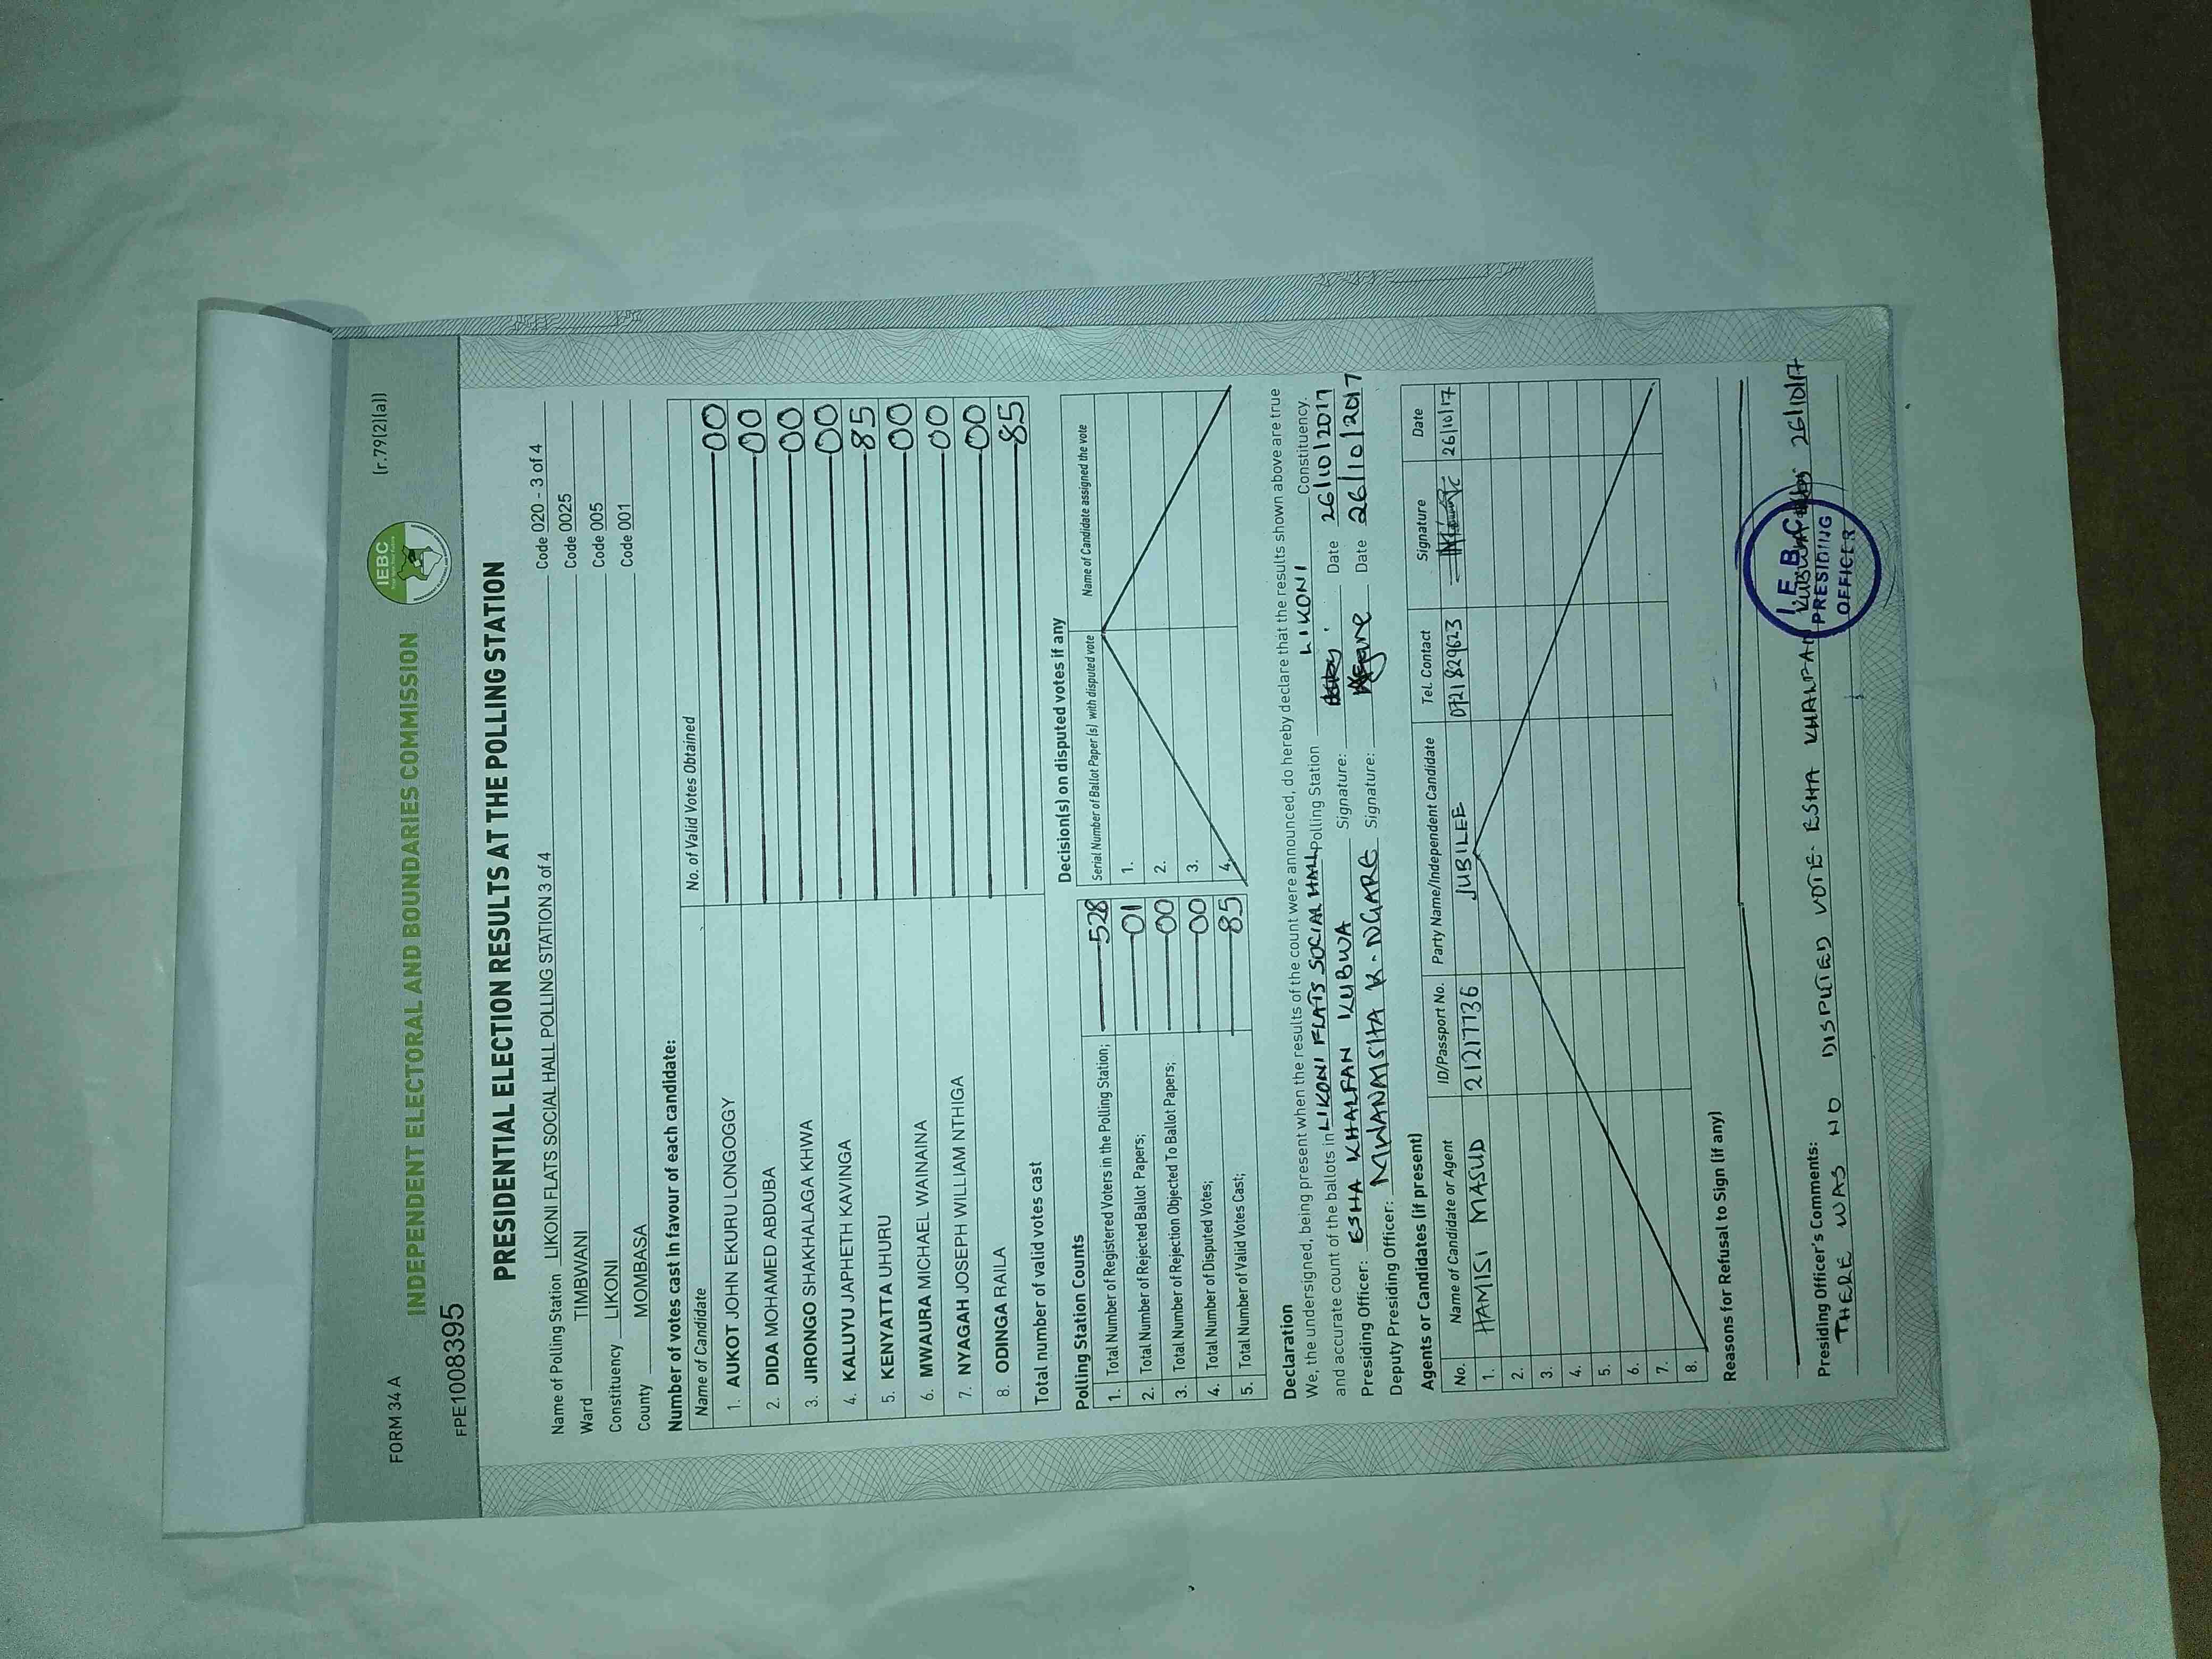 FORM 34 A
(r.79(2)(a))
INDEPENDENT ELECTORAL AND BOUNDARIES COMMISSION
IEBC
FPE1008395
PRESIDENTIAL ELECTION RESULTS AT THE POLLING STATION
Name of Polling Station LIKONI FLATS SOCIAL HALL POLLING STATION 3 of 4 Code 020 - 3 of 4
Ward TIMBWANI Code 0025
Constituency LIKONI Code 005
County MOMBASA Code 001
Number of votes cast in favour of each candidate:
Name of Candidate No. of Valid Votes Obtained
1. AUKOT JOHN EKURU LONGOGGY 00
2. DIDA MOHAMED ABDUBA 00
3. JIRONGO SHAKHALAGA KHWA 00
4. KALUYU JAPHETH KAVINGA 00
5. KENYATTA UHURU 85
6. MWAURA MICHAEL WAINAINA 00
7. NYAGAH JOSEPH WILLIAM NTHIGA 00
8. ODINGA RAILA 00
Total number of valid votes cast 85
Polling Station Counts
1. Total Number of Registered Voters in the Polling Station; 528
2. Total Number of Rejected Ballot Papers; 01
3. Total Number of Rejection Objected To Ballot Papers; 00
4. Total Number of Disputed Votes; 00
5. Total Number of Valid Votes Cast; 85
Decision(s) on disputed votes if any
Serial Number of Ballot Paper (s) with disputed vote Name of Candidate assigned the vote
1.
2.
3.
4.
Declaration
We, the undersigned, being present when the results of the count were announced, do hereby declare that the results shown above are true
and accurate count of the ballots in LIKONI FLATS SOCIAL HALL Polling Station LIKONI Constituency.
Presiding Officer: ESHA KHALFAN KUBWA Signature: Date 26/10/2017
Deputy Presiding Officer: MWANAMSITA K. NGARE Signature: Date 26/10/2017
Agents or Candidates (if present)
No. Name of Candidate or Agent ID/Passport No. Party Name/Independent Candidate Tel. Contact Signature Date
1. HAMISI MASUD 21217736 JUBILEE 0721829623 26/10/17
2.
3.
4.
5.
6.
7.
8.
Reasons for Refusal to Sign (if any)
Presiding Officer's Comments:
THERE WAS NO DISPUTED VOTE. ESHA KHALFAN KUBWA 26/10/17
I.E.B.C
PRESIDING
OFFICER